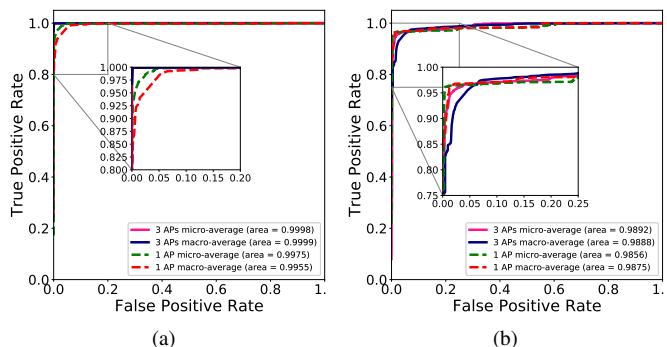 1.0
0.8
0.6
0.4
0.2
0.0
True Positive Rate
0.0 0.2 0.4 0.6 0.8 1.
False Positive Rate
1.000
0.975
0.950
0.925
0.900
0.875
0.850
0.825
0.800
0.00 0.05 0.10 0.15 0.20
3 APs micro-average (area = 0.9998)
3 APs macro-average (area = 0.9999)
1 AP micro-average (area = 0.9975)
1 AP macro-average (area = 0.9955)
(a)
1.0
0.8
0.6
0.4
0.2
0.0
True Positive Rate
0.0 0.2 0.4 0.6 0.8 1.
False Positive Rate
1.00
0.95
0.90
0.85
0.80
0.75
0.00 0.05 0.10 0.15 0.20 0.25
3 APs micro-average (area = 0.9892)
3 APs macro-average (area = 0.9888)
1 AP micro-average (area = 0.9856)
1 AP macro-average (area = 0.9875)
(b)